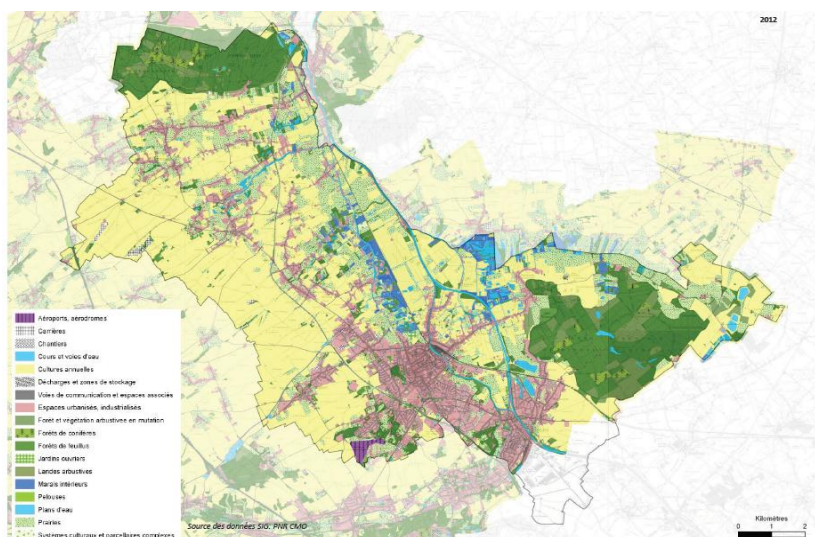 2012
Aéroports, aérodromes
Carrières
Chantiers
Cours et voies d'eau
Cultures annuelles
Décharges et zones de stockage
Voies de communication et espaces associés
Espaces urbanisés, industrialisés
Forêt et végétation arbustive en mutation
Forêts de conifères
Forêts de feuillus
Jardins ouvriers
Landes arbustives
Marais intérieurs
Pelouses
Plans d'eau
Prairies
Systèmes culturaux et parcellaires complexes
Source des données SIG: PNR CMO
Kilomètres
0 1 2